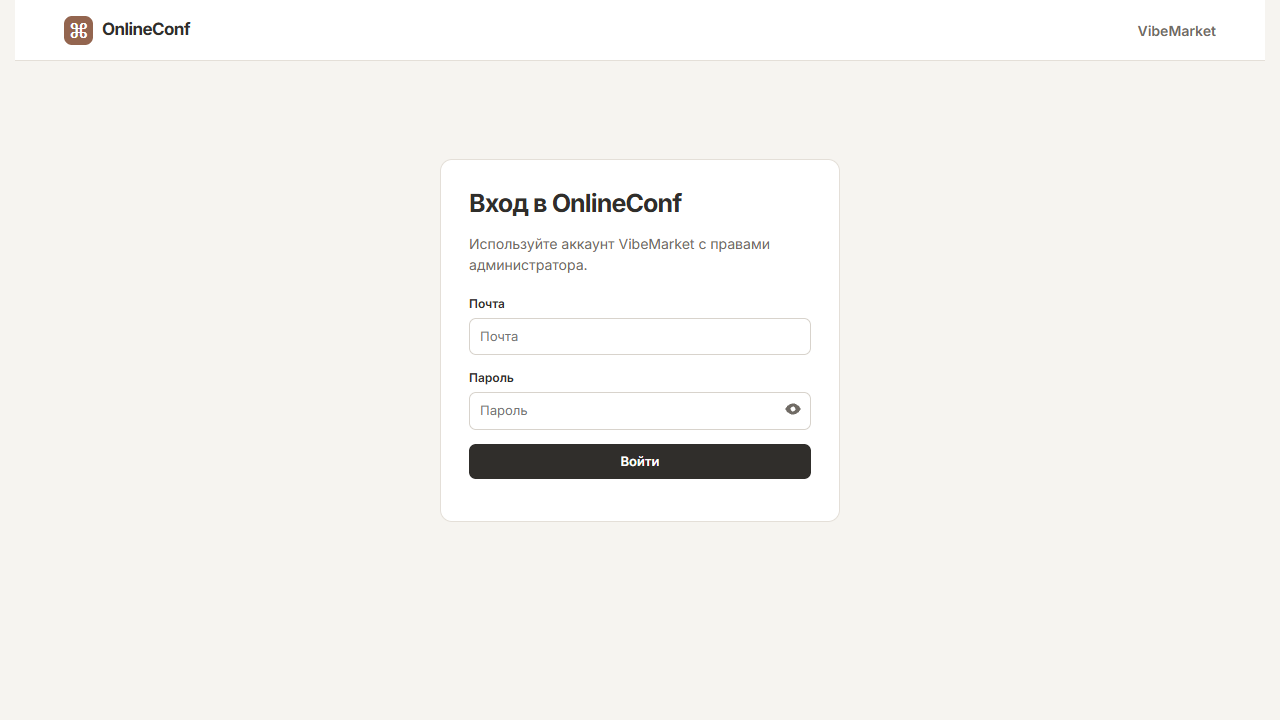 ⌘ OnlineConf
VibeMarket
Вход в OnlineConf
Используйте аккаунт VibeMarket с правами
администратора.
Почта
Почта
Пароль
Пароль
Войти